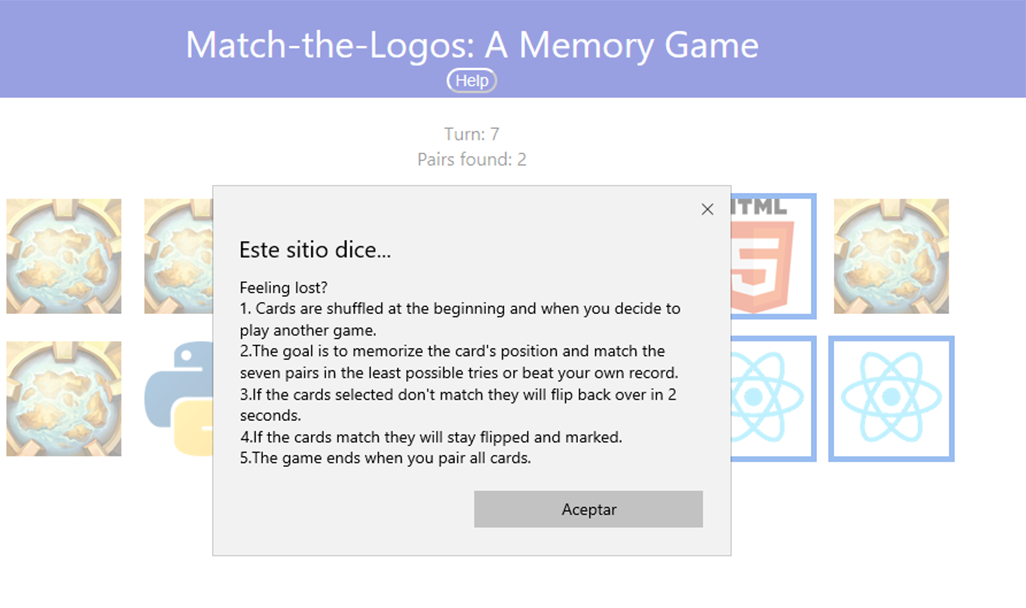 Match-the-Logos: A Memory Game
Help
Turn: 7
Pairs found: 2
Este sitio dice...
Feeling lost?
1. Cards are shuffled at the beginning and when you decide to
play another game.
2.The goal is to memorize the card's position and match the
seven pairs in the least possible tries or beat your own record.
3.If the cards selected don't match they will flip back over in 2
seconds.
4.If the cards match they will stay flipped and marked.
5.The game ends when you pair all cards.
Aceptar
HTML
5